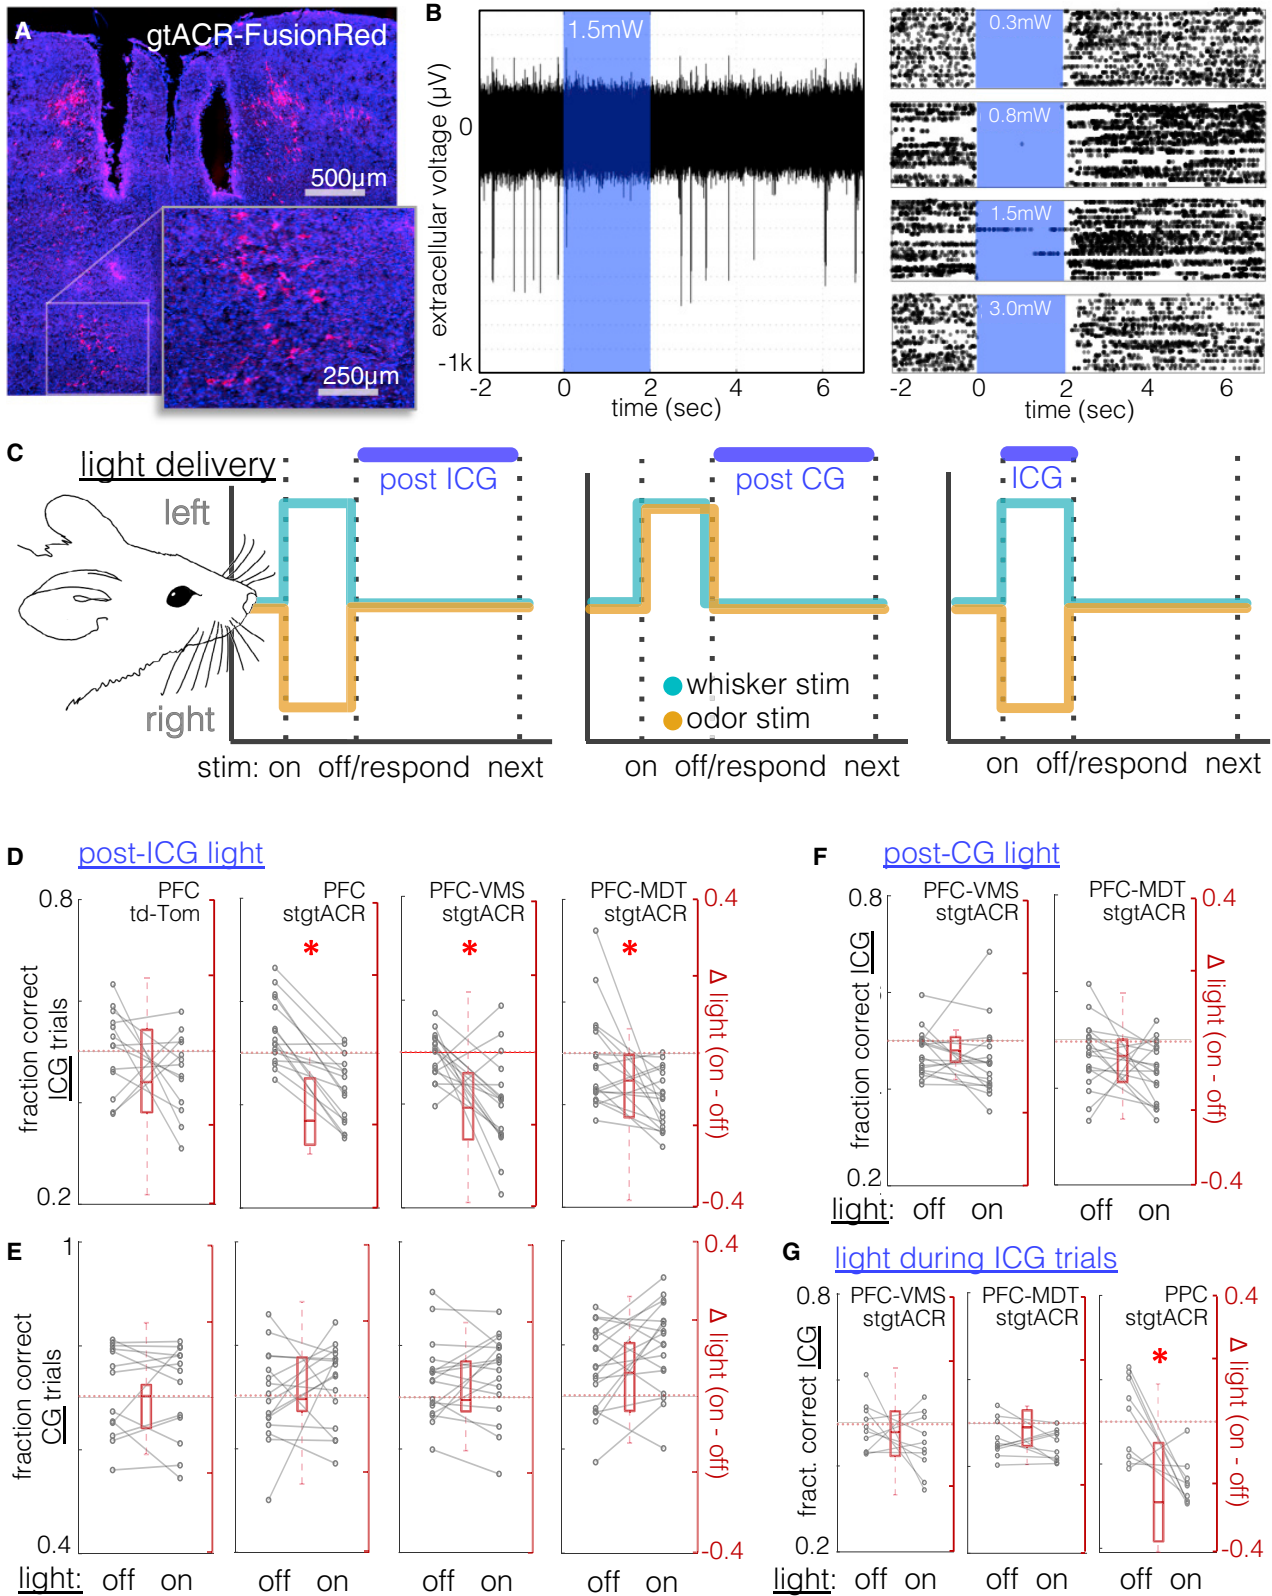 A
gtACR-FusionRed
500µm
250µm
B
extracellular voltage (µV)
0
-1k
1.5mW
-2 0 2 4 6
time (sec)
0.3mW
0.8mW
1.5mW
3.0mW
-2 0 2 4 6
time (sec)
C
light delivery
left
right
post ICG
post CG
ICG
whisker stim
odor stim
stim: on off/respond next
on off/respond next
on off/respond next
D
post-ICG light
fraction correct
ICG trials
0.8
0.2
PFC
td-Tom
PFC
stgtACR
*
PFC-VMS
stgtACR
*
PFC-MDT
stgtACR
*
0.4
-0.4
Δ light (on - off)
E
fraction correct
CG trials
1
0.4
0.4
-0.4
Δ light (on - off)
light: off on off on off on off on
F
post-CG light
fraction correct ICG
0.8
0.2
PFC-VMS
stgtACR
PFC-MDT
stgtACR
0.4
-0.4
Δ light (on - off)
light: off on off on
G
light during ICG trials
fract. correct ICG
0.8
0.2
PFC-VMS
stgtACR
PFC-MDT
stgtACR
PPC
stgtACR
*
0.4
-0.4
Δ light (on - off)
light: off on off on off on